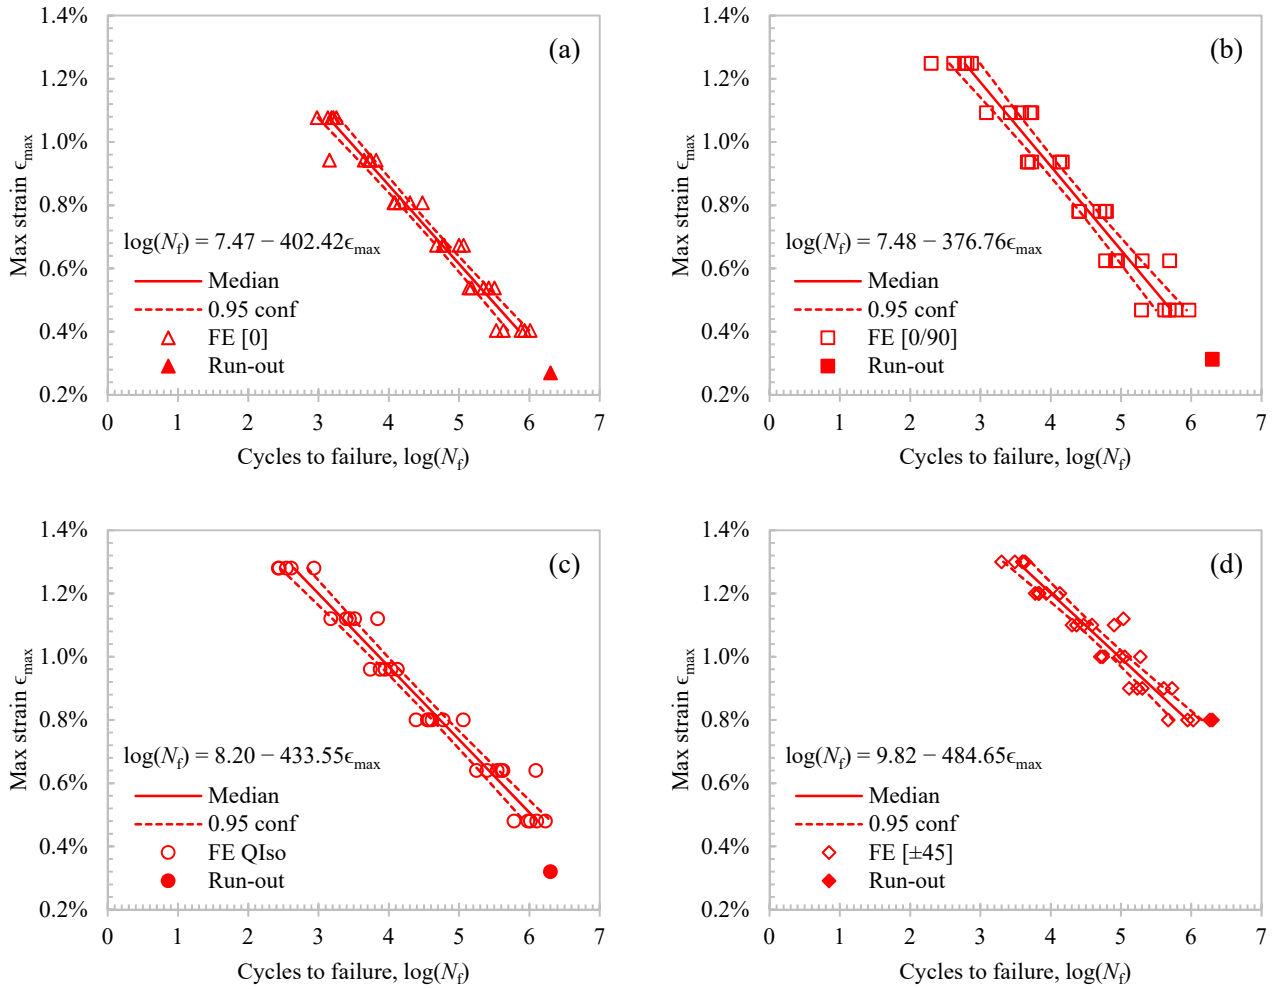 1.4%
1.2%
1.0%
0.8%
0.6%
0.4%
0.2%
Max strain ϵmax
(a)
log(Nf) = 7.47 − 402.42ϵmax
Median
0.95 conf
FE [0]
Run-out
0 1 2 3 4 5 6 7
Cycles to failure, log(Nf)
1.4%
1.2%
1.0%
0.8%
0.6%
0.4%
0.2%
Max strain ϵmax
(b)
log(Nf) = 7.48 − 376.76ϵmax
Median
0.95 conf
FE [0/90]
Run-out
0 1 2 3 4 5 6 7
Cycles to failure, log(Nf)
1.4%
1.2%
1.0%
0.8%
0.6%
0.4%
0.2%
Max strain ϵmax
(c)
log(Nf) = 8.20 − 433.55ϵmax
Median
0.95 conf
FE QIso
Run-out
0 1 2 3 4 5 6 7
Cycles to failure, log(Nf)
1.4%
1.2%
1.0%
0.8%
0.6%
0.4%
0.2%
Max strain ϵmax
(d)
log(Nf) = 9.82 − 484.65ϵmax
Median
0.95 conf
FE [±45]
Run-out
0 1 2 3 4 5 6 7
Cycles to failure, log(Nf)